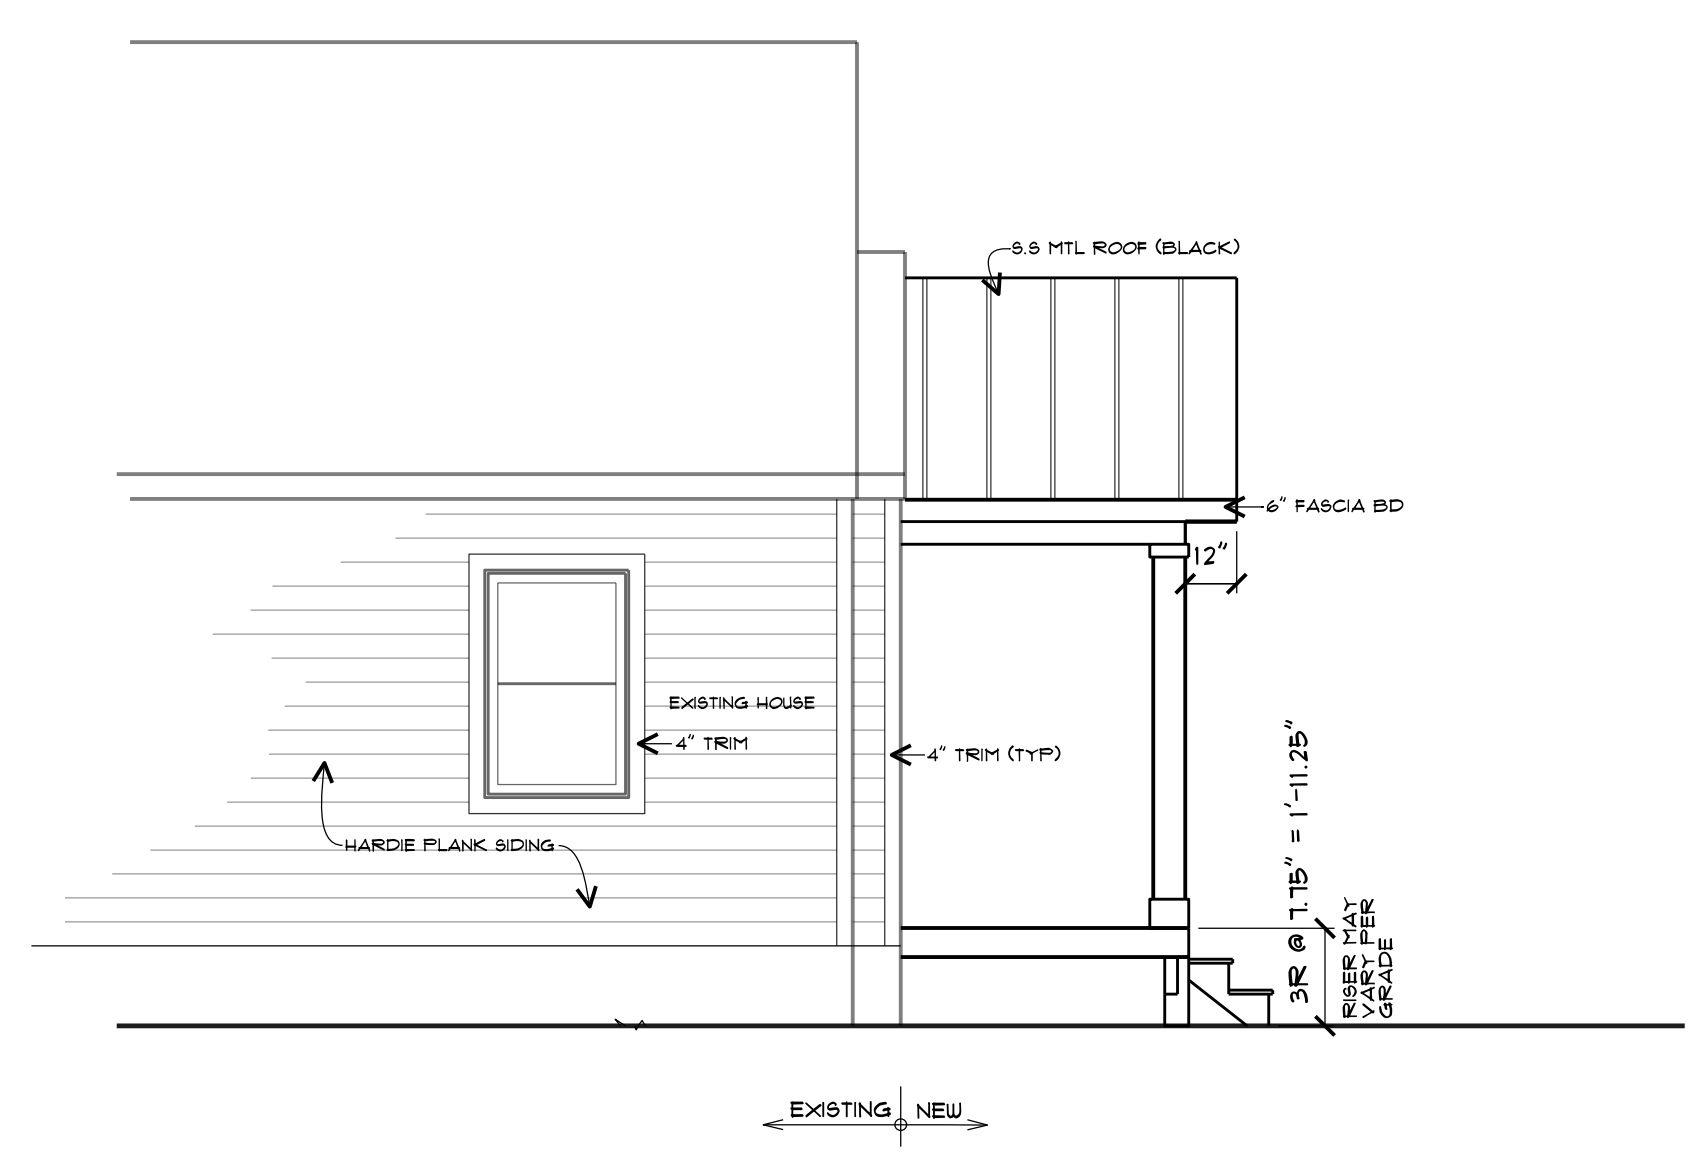 S.S MTL ROOF (BLACK)
6" FASCIA BD
12"
EXISTING HOUSE
4" TRIM
4" TRIM (TYP)
HARDIE PLANK SIDING
3R @ 7.75" = 1'-11.25"
RISER MAY
VARY PER
GRADE
EXISTING
NEW